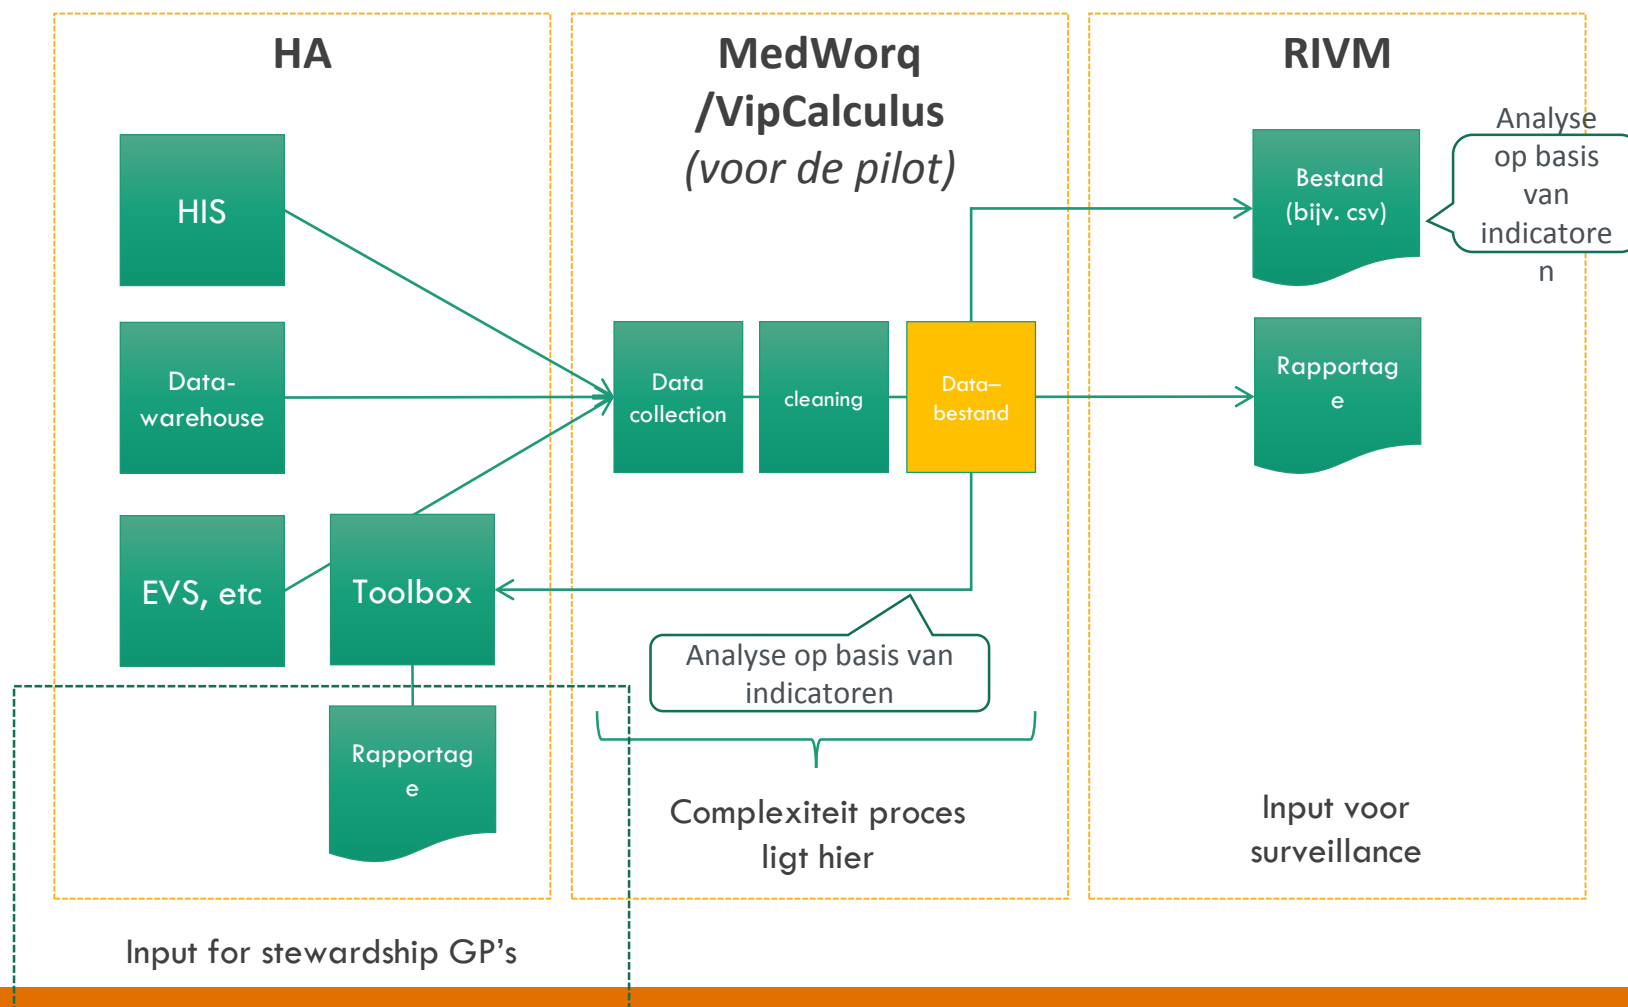 HA
HIS
Data-
warehouse
EVS, etc
Toolbox
Rapportag
e
Input for stewardship GP's
MedWorq
/VipCalculus
(voor de pilot)
Data
collection
cleaning
Data–
bestand
Analyse op basis van
indicatoren
Complexiteit proces
ligt hier
RIVM
Bestand
(bijv. csv)
Analyse
op basis
van
indicatore
n
Rapportag
e
Input voor
surveillance